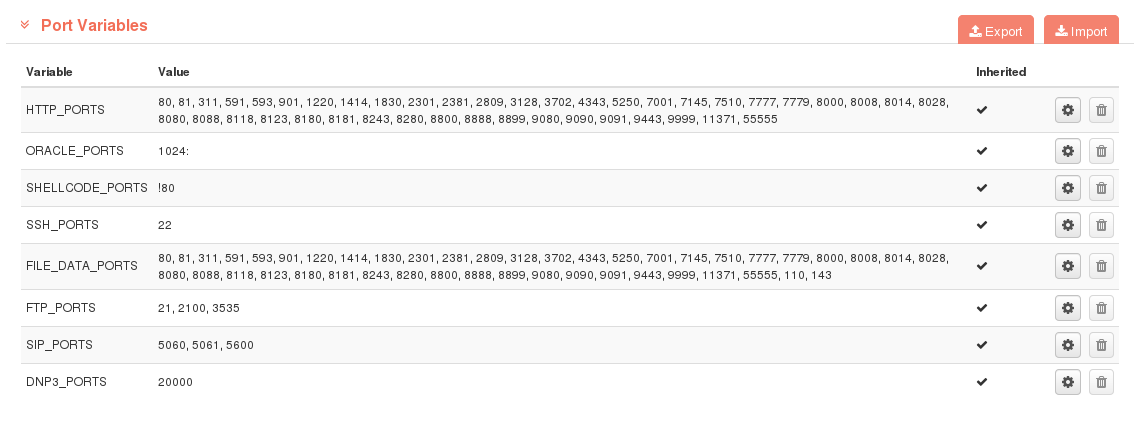 Port Variables
Export
Import
Variable Value Inherited
HTTP_PORTS 80, 81, 311, 591, 593, 901, 1220, 1414, 1830, 2301, 2381, 2809, 3128, 3702, 4343, 5250, 7001, 7145, 7510, 7777, 7779, 8000, 8008, 8014, 8028,
8080, 8088, 8118, 8123, 8180, 8181, 8243, 8280, 8800, 8888, 8899, 9080, 9090, 9091, 9443, 9999, 11371, 55555
ORACLE_PORTS 1024:
SHELLCODE_PORTS !80
SSH_PORTS 22
FILE_DATA_PORTS 80, 81, 311, 591, 593, 901, 1220, 1414, 1830, 2301, 2381, 2809, 3128, 3702, 4343, 5250, 7001, 7145, 7510, 7777, 7779, 8000, 8008, 8014, 8028,
8080, 8088, 8118, 8123, 8180, 8181, 8243, 8280, 8800, 8888, 8899, 9080, 9090, 9091, 9443, 9999, 11371, 55555, 110, 143
FTP_PORTS 21, 2100, 3535
SIP_PORTS 5060, 5061, 5600
DNP3_PORTS 20000